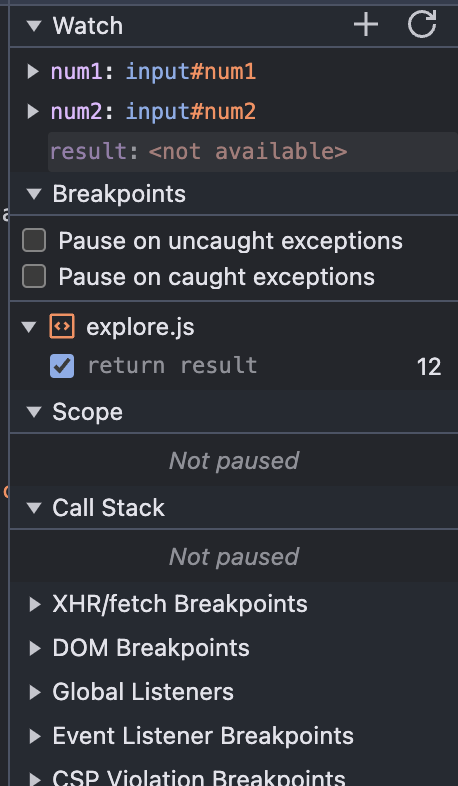 Watch
num1: input#num1
num2: input#num2
result: <not available>
Breakpoints
Pause on uncaught exceptions
Pause on caught exceptions
explore.js
return result 12
Scope
Not paused
Call Stack
Not paused
XHR/fetch Breakpoints
DOM Breakpoints
Global Listeners
Event Listener Breakpoints
CSP Violation Breakpoints